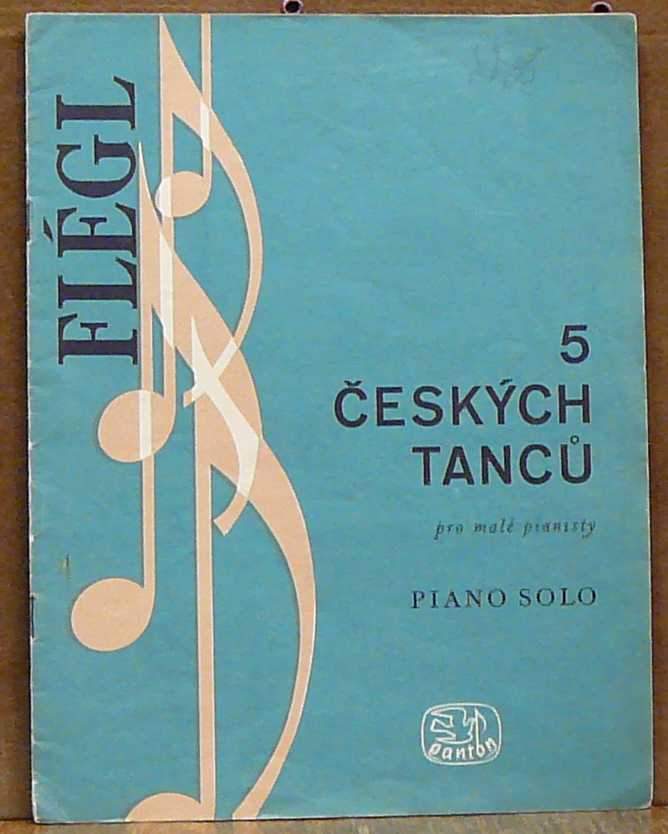 FLÉGL
5
ČESKÝCH
TANCŮ
pro malé pianisty
PIANO SOLO
panton